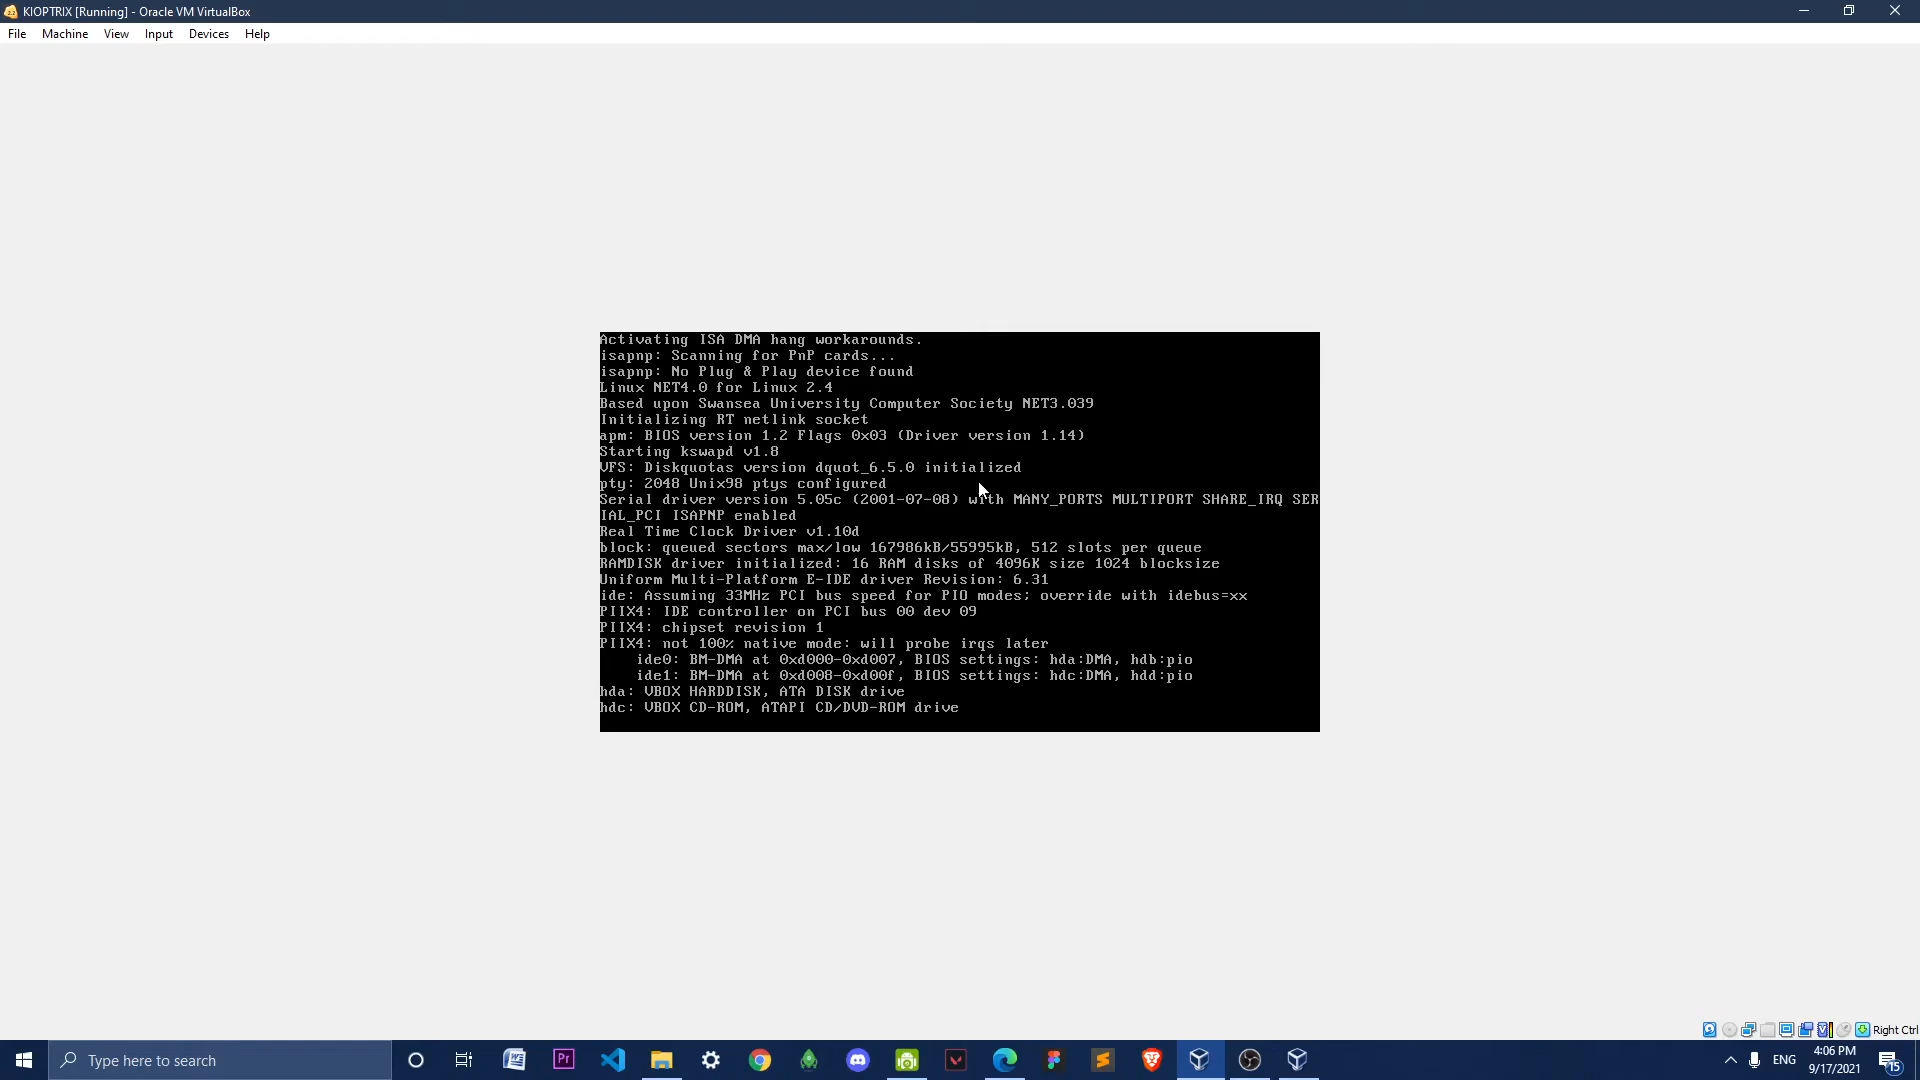 KIOPTRIX [Running] - Oracle VM VirtualBox
File Machine View Input Devices Help
Activating ISA DMA hang workarounds.
isapnp: Scanning for PnP cards...
isapnp: No Plug & Play device found
Linux NET4.0 for Linux 2.4
Based upon Swansea University Computer Society NET3.039
Initializing RT netlink socket
apm: BIOS version 1.2 Flags 0x03 (Driver version 1.14)
Starting kswapd v1.8
VFS: Diskquotas version dquot_6.5.0 initialized
pty: 2048 Unix98 ptys configured
Serial driver version 5.05c (2001-07-08) with MANY_PORTS MULTIPORT SHARE_IRQ SER
IAL_PCI ISAPNP enabled
Real Time Clock Driver v1.10d
block: queued sectors max/low 167986kB/55995kB, 512 slots per queue
RAMDISK driver initialized: 16 RAM disks of 4096K size 1024 blocksize
Uniform Multi-Platform E-IDE driver Revision: 6.31
ide: Assuming 33MHz PCI bus speed for PIO modes; override with idebus=xx
PIIX4: IDE controller on PCI bus 00 dev 09
PIIX4: chipset revision 1
PIIX4: not 100% native mode: will probe irqs later
ide0: BM-DMA at 0xd000-0xd007, BIOS settings: hda:DMA, hdb:pio
ide1: BM-DMA at 0xd008-0xd00f, BIOS settings: hdc:DMA, hdd:pio
hda: VBOX HARDDISK, ATA DISK drive
hdc: VBOX CD-ROM, ATAPI CD/DVD-ROM drive
Right Ctrl
Type here to search
Pr
ENG
4:06 PM
9/17/2021
15